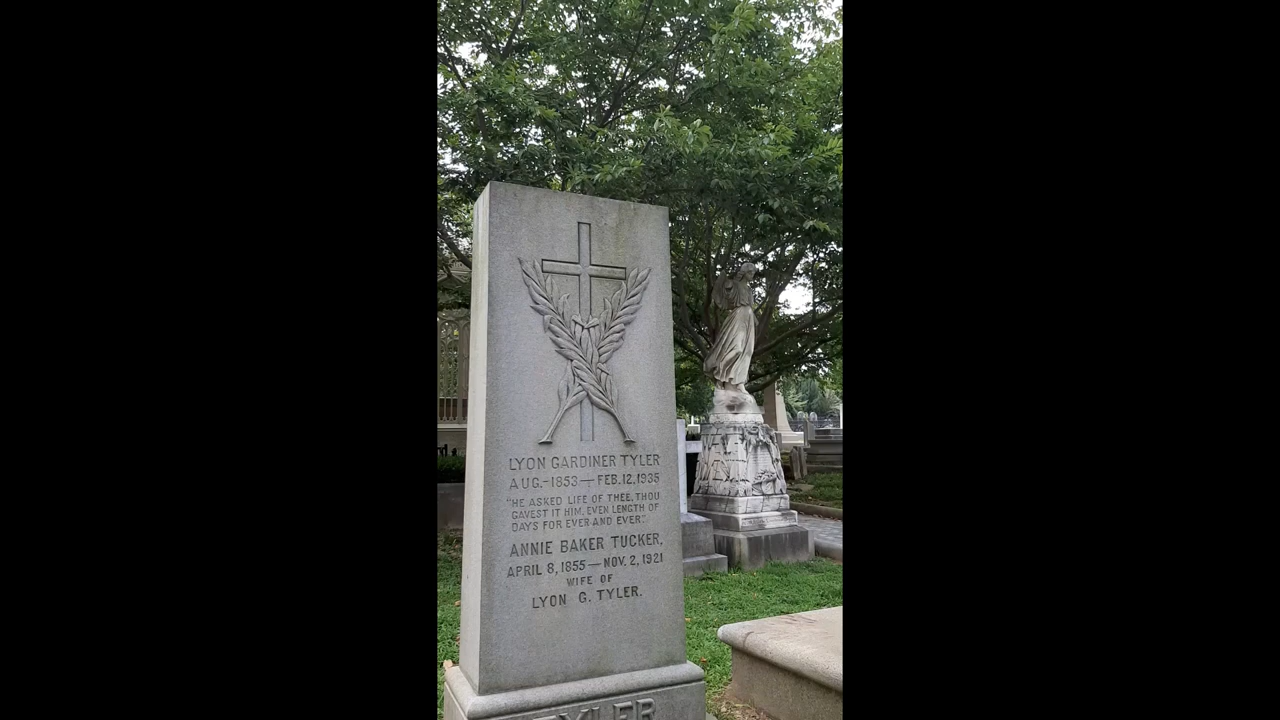 LYON GARDINER TYLER
AUG.-1853—FEB.12,1935
"HE ASKED LIFE OF THEE, THOU
GAVEST IT HIM, EVEN LENGTH OF
DAYS FOR EVER AND EVER."
ANNIE BAKER TUCKER,
APRIL 8,1855—NOV. 2,1921
WIFE OF
LYON G. TYLER.
TYLER